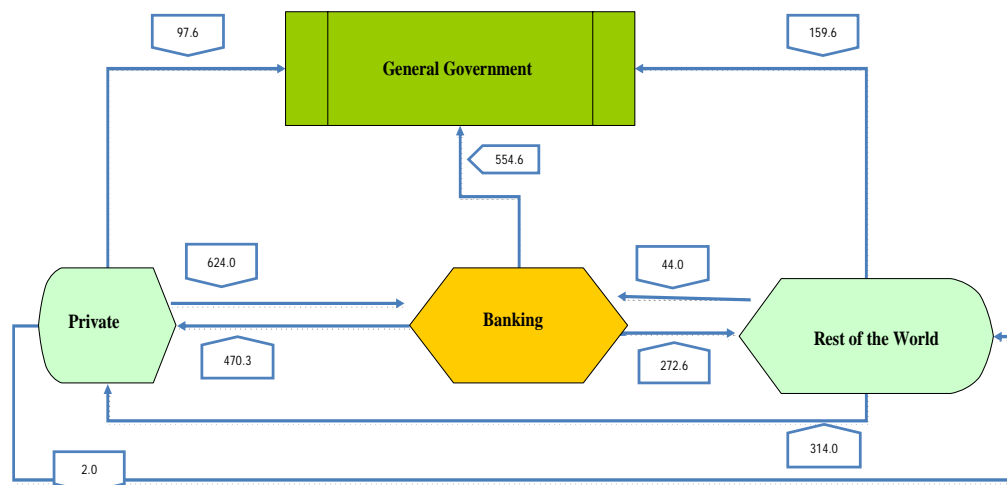 97.6
159.6
General Government
554.6
624.0
44.0
Private
Banking
Rest of the World
470.3
272.6
314.0
2.0